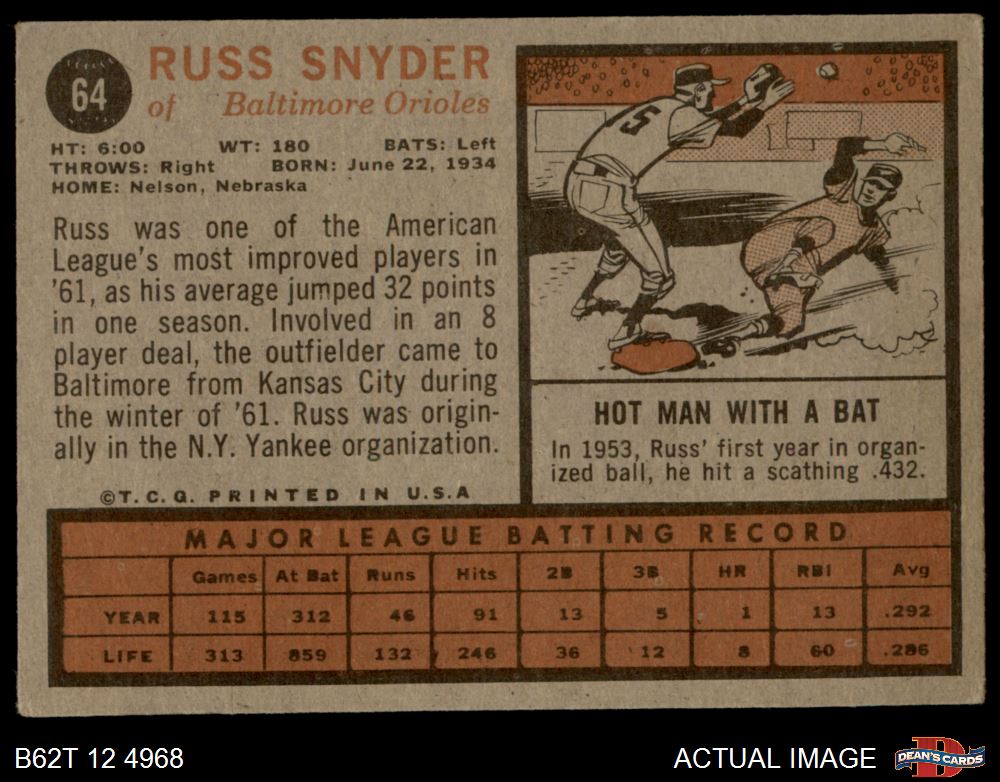 64
RUSS SNYDER
of Baltimore Orioles
HT: 6:00 WT: 180 BATS: Left
THROWS: Right BORN: June 22, 1934
HOME: Nelson, Nebraska
Russ was one of the American
League's most improved players in
'61, as his average jumped 32 points
in one season. Involved in an 8
player deal, the outfielder came to
Baltimore from Kansas City during
the winter of '61. Russ was origin-
ally in the N.Y. Yankee organization.
©T.C.G. PRINTED IN U.S.A
5
HOT MAN WITH A BAT
In 1953, Russ' first year in organ-
ized ball, he hit a scathing .432.
MAJOR LEAGUE BATTING RECORD
Games At Bat Runs Hits 2B 3B HR RBI Avg
YEAR 115 312 46 91 13 5 1 13 .292
LIFE 313 859 132 246 36 12 8 60 .286
B62T 12 4968
ACTUAL IMAGE
D
DEAN'S CARDS